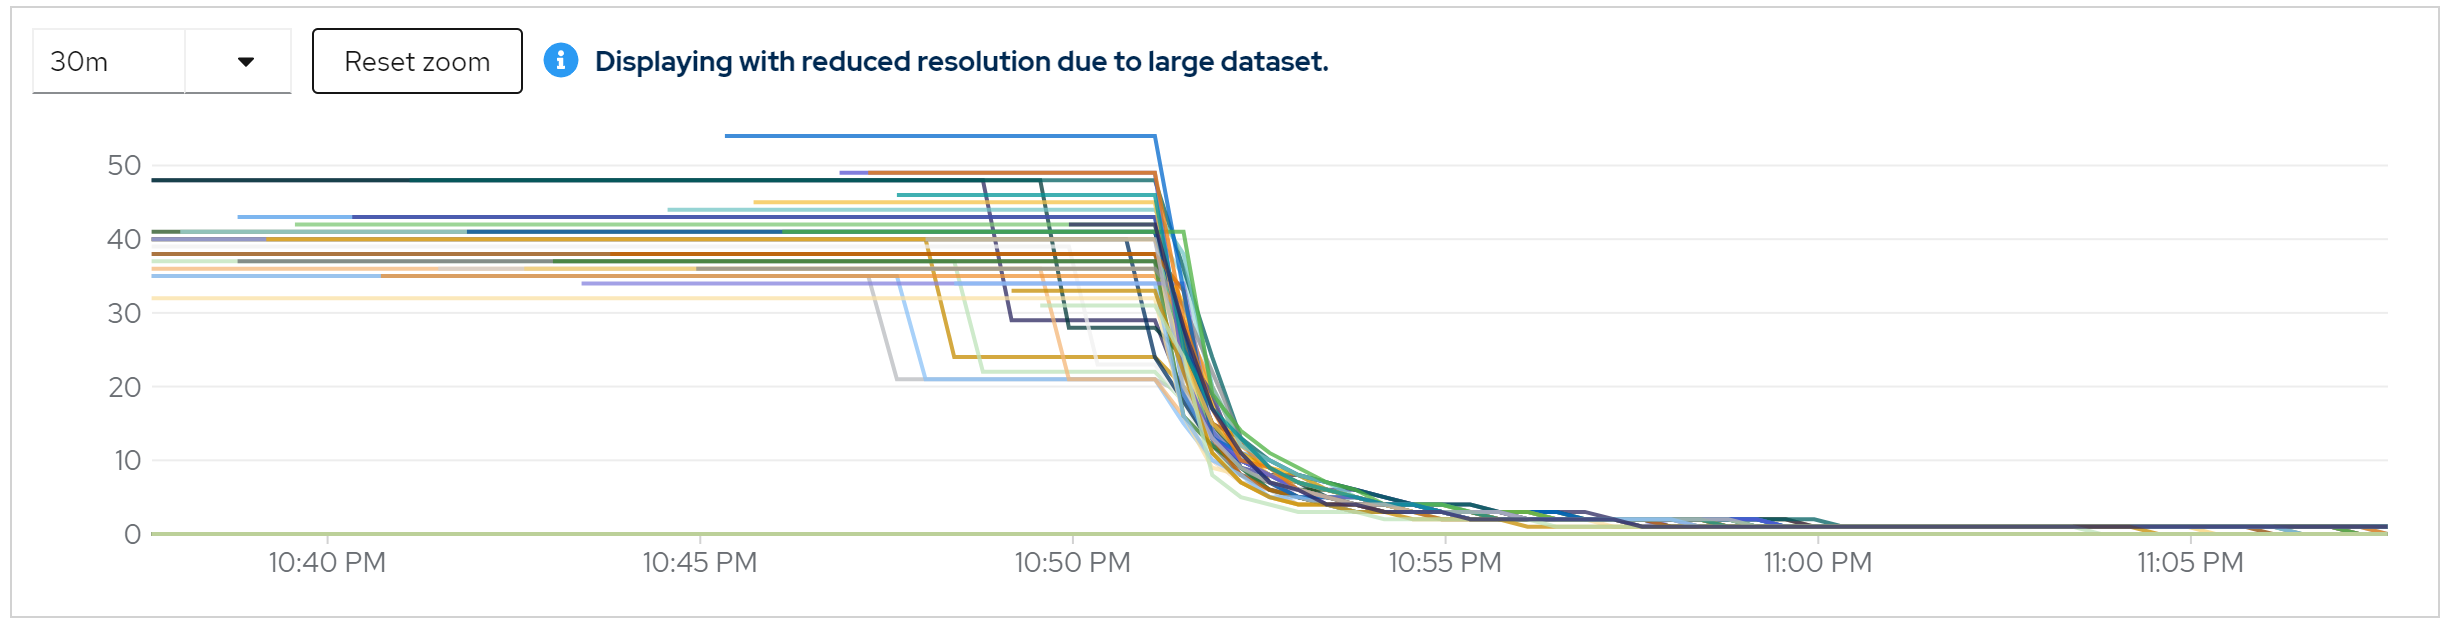 30m
Reset zoom
Displaying with reduced resolution due to large dataset.
50
40
30
20
10
0
10:40 PM 10:45 PM 10:50 PM 10:55 PM 11:00 PM 11:05 PM